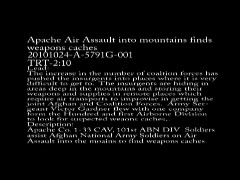 Apache Air Assault into mountains finds
weapons caches
20101024-A-5791G-001
TRT-2:10
Lead:
The increase in the number of coalition forces has
pushed the insurgents into places where it is very
difficult to get to. The insurgents are hiding in
areas deep in the mountains and storing their
weapons and supplies in remote places which
require air transports to improvise in getting the
joint Afghan and Coalition Forces. Army Ser-
geant Victor Gardner flew with one company
form the Hundred and first Airborne Division
to look for suspected weapons caches.
Description:
Apache Co. 1-33 CAV, 101st ABN DIV Soldiers
assist Afghan National Army Soldiers on Air
Assault into the moains to find weapons caches